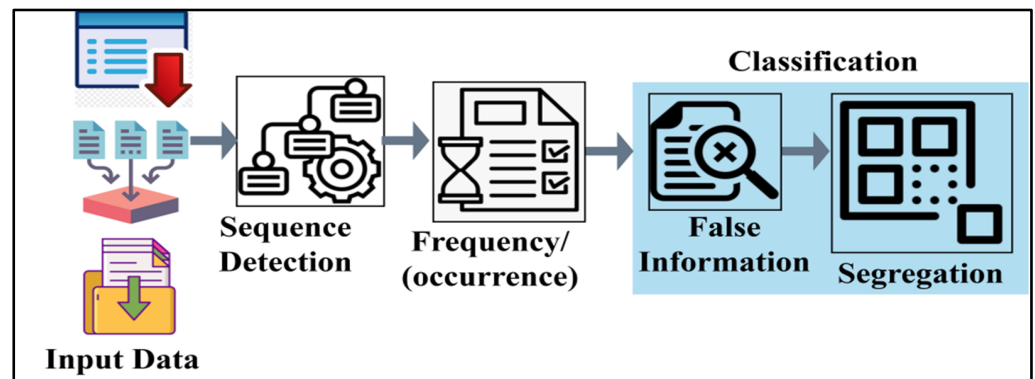 Classification
Sequence
Detection
Frequency/
(occurrence)
False
Information
Segregation
Input Data